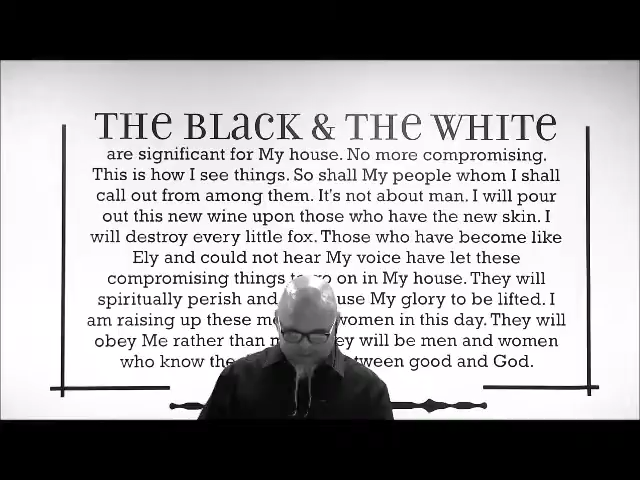 THE BLACK & THE WHITE
are significant for My house. No more compromising.
This is how I see things. So shall My people whom I shall
call out from among them. It's not about man. I will pour
out this new wine upon those who have the new skin. I
will destroy every little fox. Those who have become like
Ely and could not hear My voice have let these
compromising things to go on in My house. They will
spiritually perish and use My glory to be lifted. I
am raising up these women in this day. They will
obey Me rather than will be men and women
who know the between good and God.